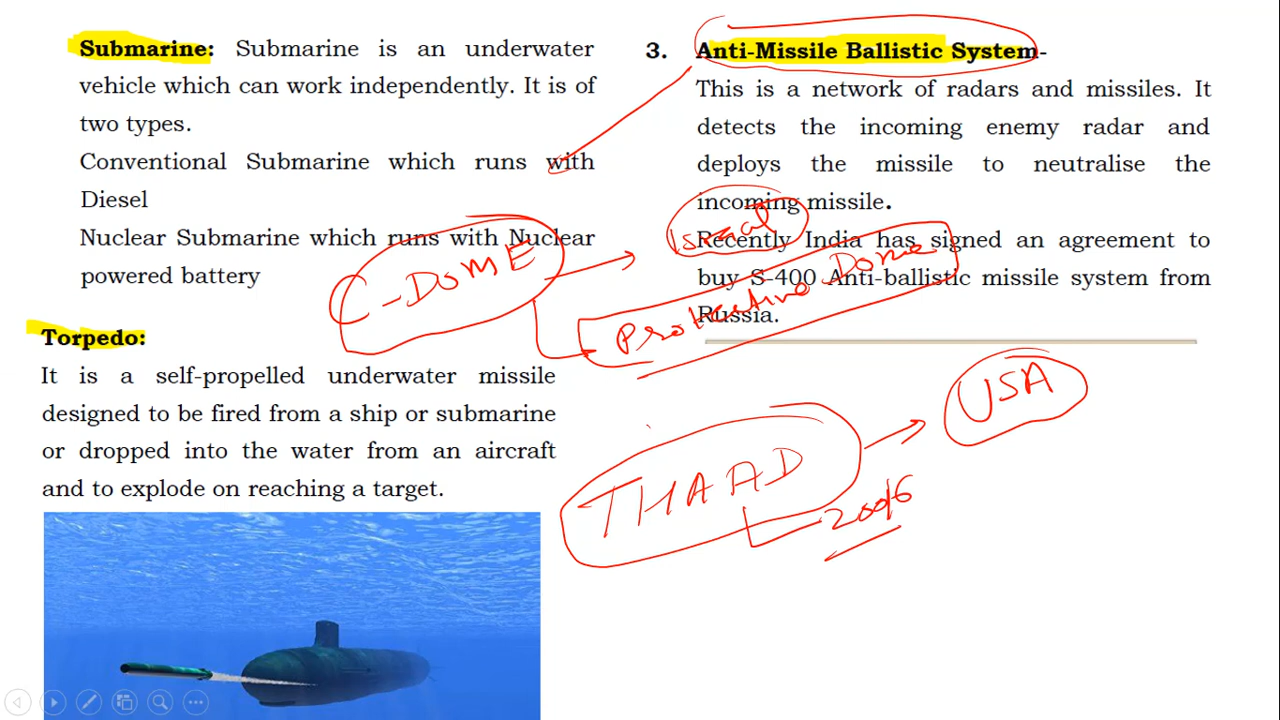 Submarine: Submarine is an underwater
vehicle which can work independently. It is of
two types.
Conventional Submarine which runs with
Diesel
Nuclear Submarine which runs with Nuclear
powered battery
Torpedo:
It is a self-propelled underwater missile
designed to be fired from a ship or submarine
or dropped into the water from an aircraft
and to explode on reaching a target.
3. Anti-Missile Ballistic System-
This is a network of radars and missiles. It
detects the incoming enemy radar and
deploys the missile to neutralise the
incoming missile.
Recently India has signed an agreement to
buy S-400 Anti-ballistic missile system from
Russia.
C-DOME
Israel
Protective Dome
THAAD
USA